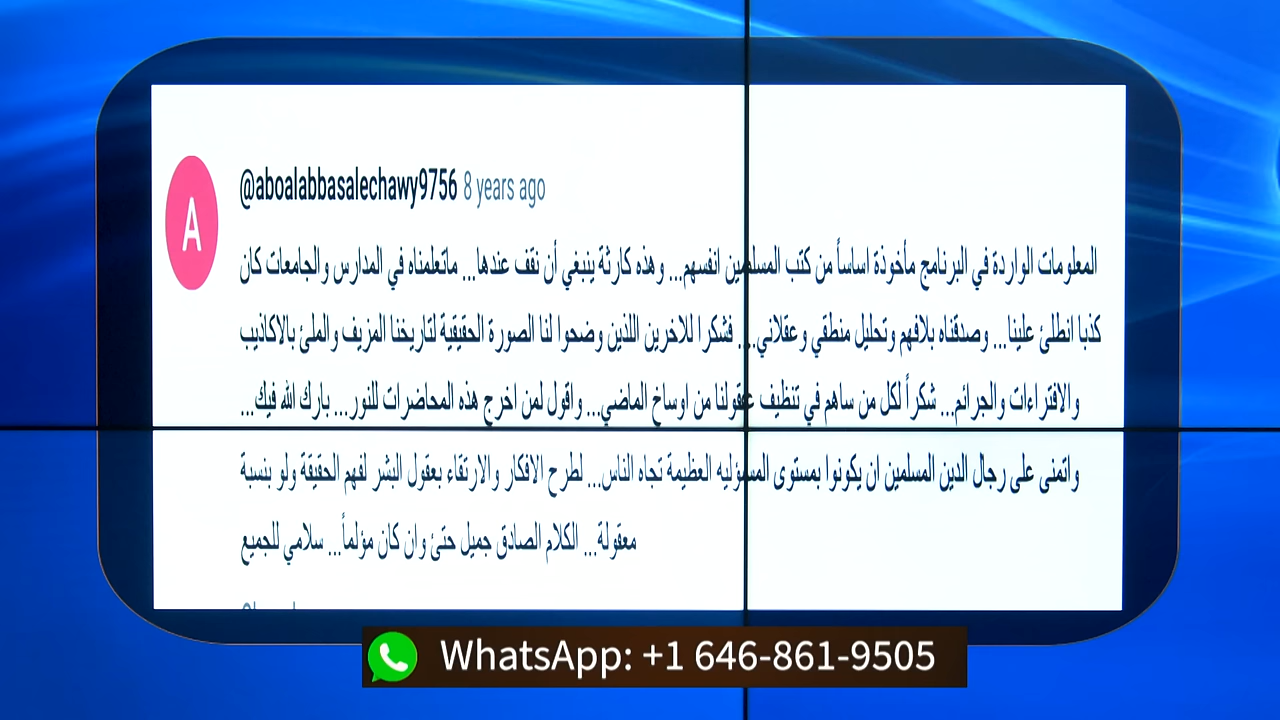 A
@aboalabbasalechawy9756 8 years ago
المعلومات الواردة في البرنامج مأخوذة اساساً من كتب المسلمين انفسهم... وهذه كارثة ينبغي أن نقف عندها... ماتعلمناه في المدارس والجامعات كان
كذبا انطلئ علينا... وصدقناه بلافهم وتحليل منطقي وعقلاني... فشكرا للاخرين اللذين وضحوا لنا الصورة الحقيقية لتاريخنا المزيف والملئ بالاكاذيب
والافتراءات والجرائم... شكراً لكل من ساهم في تنظيف عقولنا من اوساخ الماضي... واقول لمن اخرج هذه المحاضرات للنور... بارك الله فيك...
واتمنى على رجال الدين المسلمين ان يكونوا بمستوى المسؤليه العظيمة تجاه الناس... لطرح الافكار والارتقاء بعقول البشر لفهم الحقيقة ولو بنسبة
معقولة... الكلام الصادق جميل حتئ وان كان مؤلماً... سلامي للجميع
WhatsApp: +1 646-861-9505